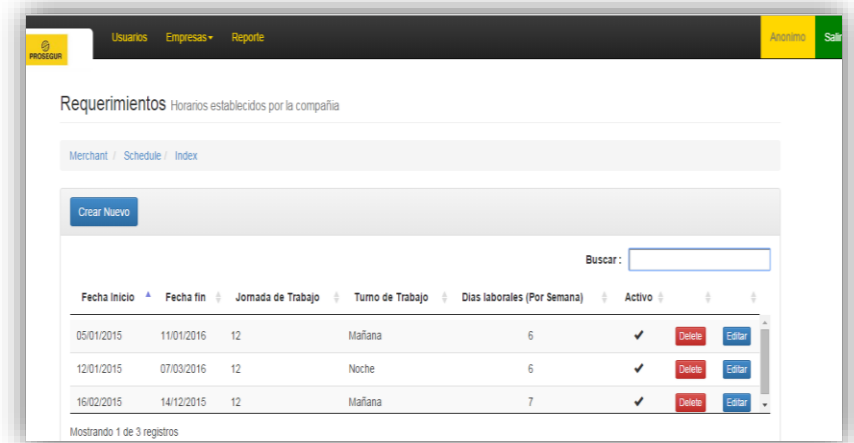 PROSEGUR
Usuarios Empresas Reporte Anonimo Salir
Requerimientos Horarios establecidos por la compañia
Merchant / Schedule / Index
Crear Nuevo
Buscar :
Fecha Inicio Fecha fin Jornada de Trabajo Turno de Trabajo Dias laborales (Por Semana) Activo
05/01/2015 11/01/2016 12 Mañana 6 ✔ Delete Editar
12/01/2015 07/03/2016 12 Noche 6 ✔ Delete Editar
16/02/2015 14/12/2015 12 Mañana 7 ✔ Delete Editar
Mostrando 1 de 3 registros